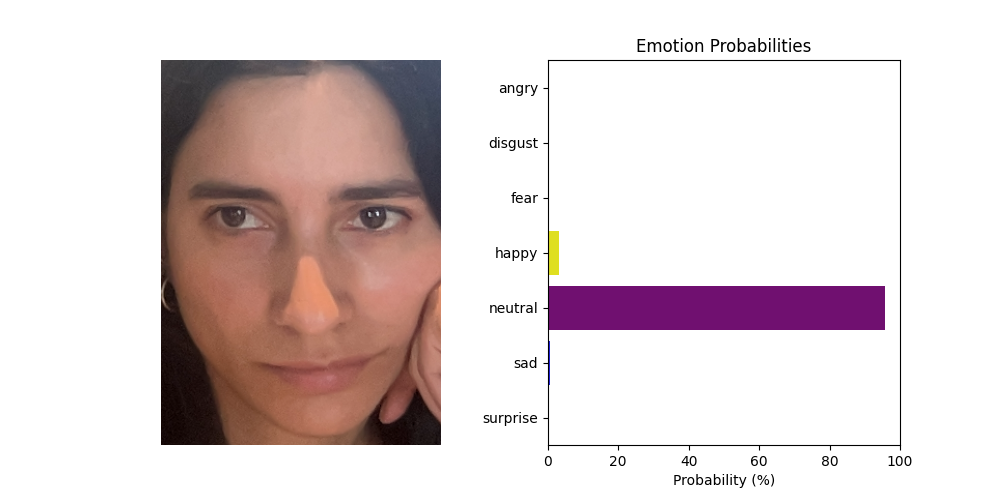 Emotion Probabilities
angry
disgust
fear
happy
neutral
sad
surprise
0 20 40 60 80 100
Probability (%)